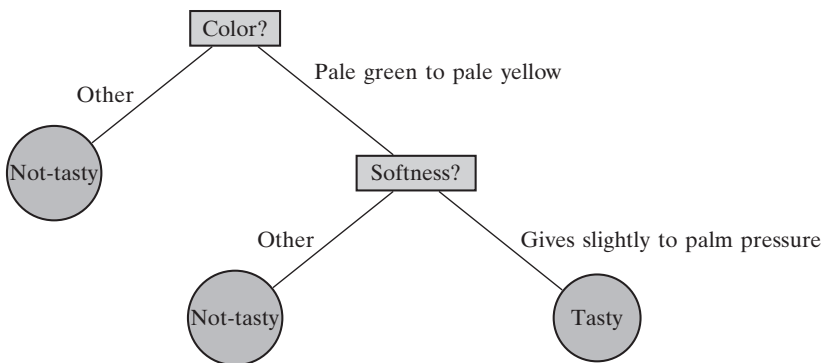 Color?
Other
Pale green to pale yellow
Not-tasty
Softness?
Other
Gives slightly to palm pressure
Not-tasty
Tasty